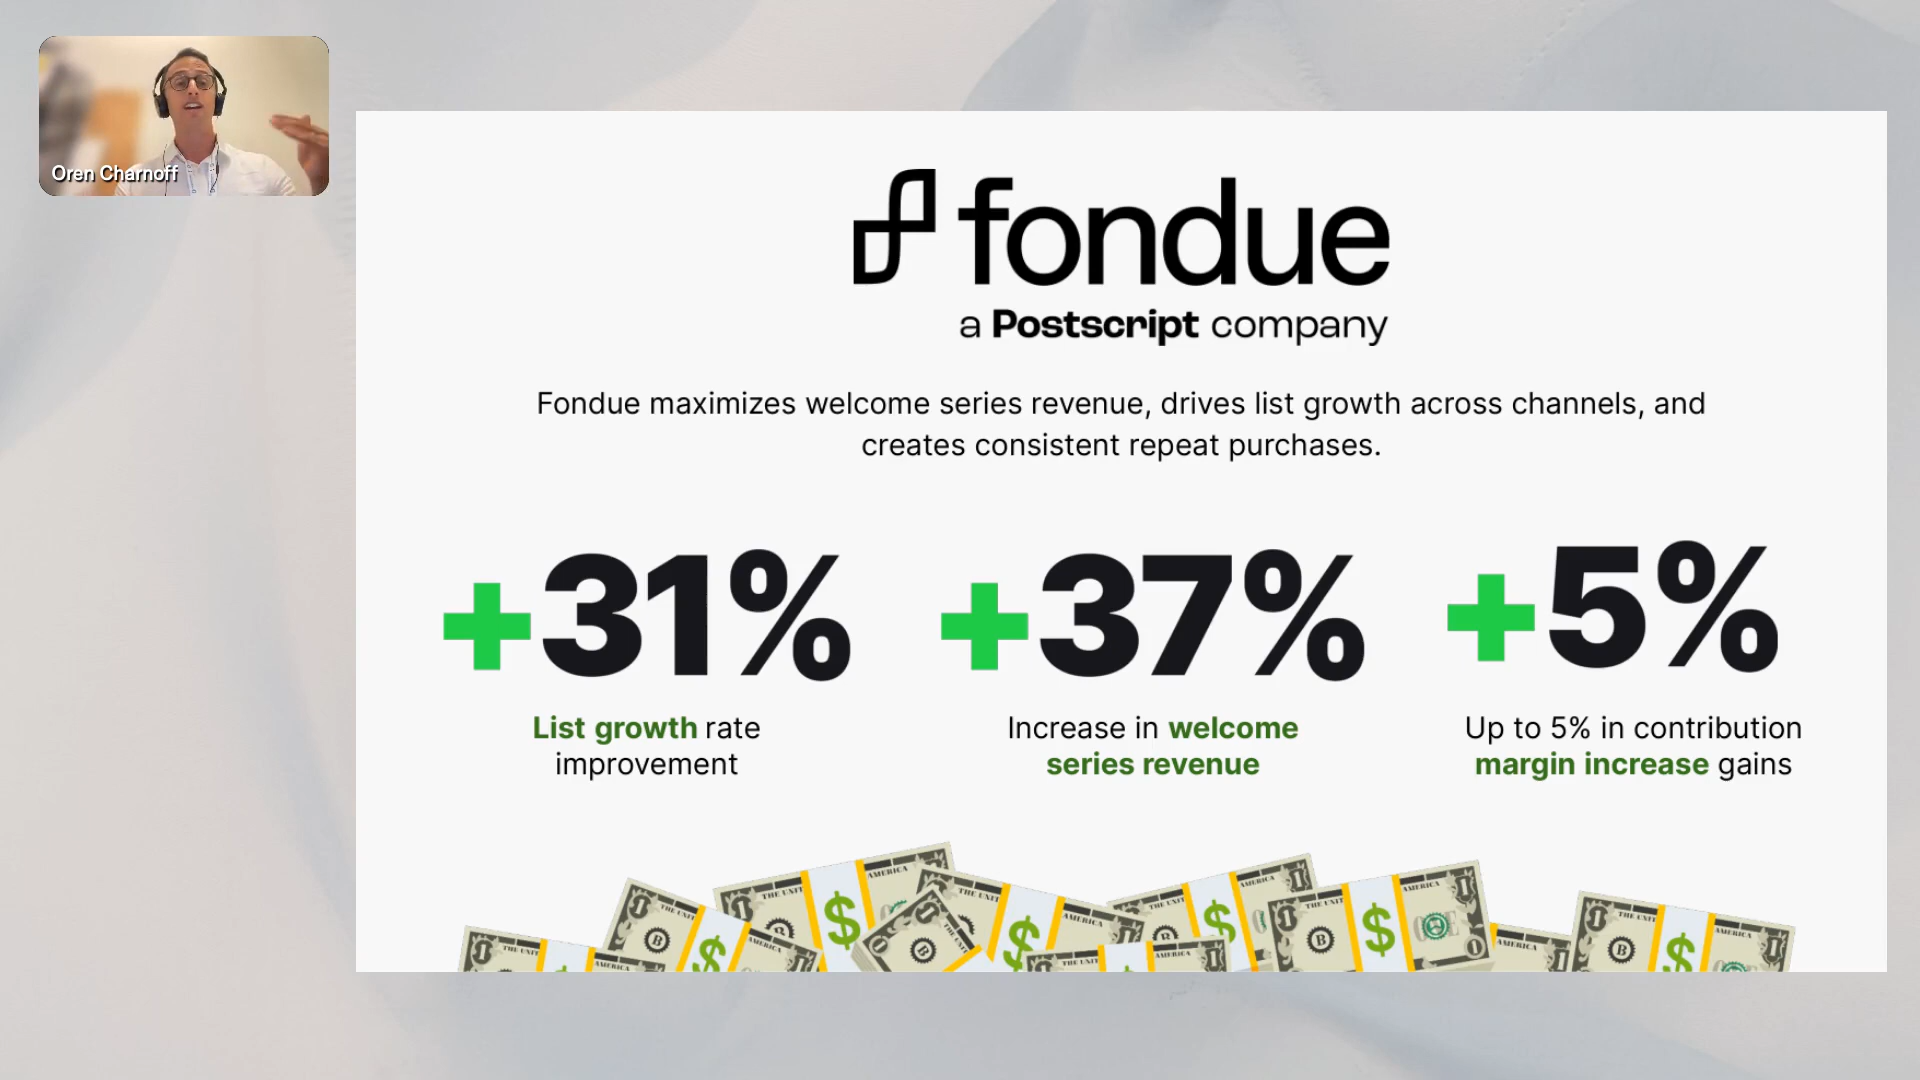 Oren Charnoff
fondue
a Postscript company
Fondue maximizes welcome series revenue, drives list growth across channels, and
creates consistent repeat purchases.
+31%
List growth rate
improvement
+37%
Increase in welcome
series revenue
+5%
Up to 5% in contribution
margin increase gains